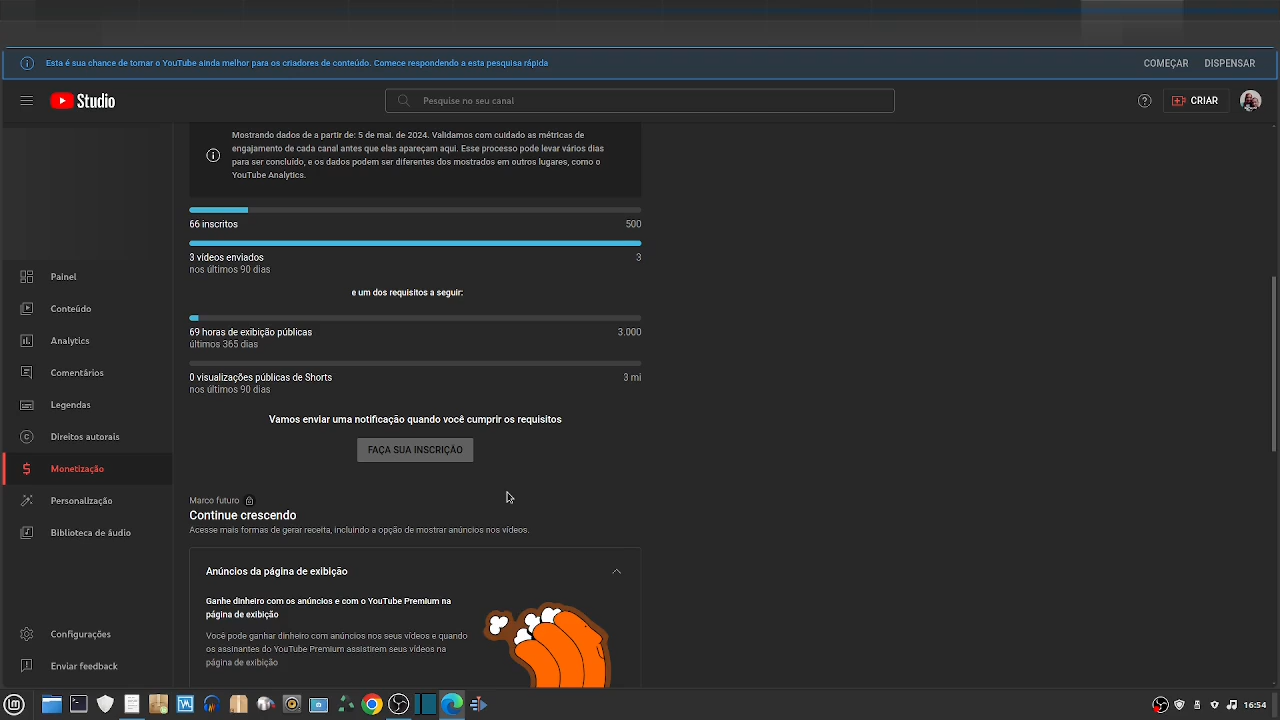 Esta é sua chance de tornar o YouTube ainda melhor para os criadores de conteúdo. Comece respondendo a esta pesquisa rápida
COMEÇAR
DISPENSAR
Studio
Pesquise no seu canal
CRIAR
Mostrando dados de a partir de: 5 de mai. de 2024. Validamos com cuidado as métricas de
engajamento de cada canal antes que elas apareçam aqui. Esse processo pode levar vários dias
para ser concluído, e os dados podem ser diferentes dos mostrados em outros lugares, como o
YouTube Analytics.
66 inscritos
500
3 vídeos enviados
3
nos últimos 90 dias
e um dos requisitos a seguir:
69 horas de exibição públicas
3.000
últimos 365 dias
0 visualizações públicas de Shorts
3 mi
nos últimos 90 dias
Vamos enviar uma notificação quando você cumprir os requisitos
FAÇA SUA INSCRIÇÃO
Marco futuro
Continue crescendo
Acesse mais formas de gerar receita, incluindo a opção de mostrar anúncios nos vídeos.
Anúncios da página de exibição
Ganhe dinheiro com os anúncios e com o YouTube Premium na
página de exibição
Você pode ganhar dinheiro com anúncios nos seus vídeos e quando
os assinantes do YouTube Premium assistirem seus vídeos na
página de exibição
Painel
Conteúdo
Analytics
Comentários
Legendas
Direitos autorais
Monetização
Personalização
Biblioteca de áudio
Configurações
Enviar feedback
16:54